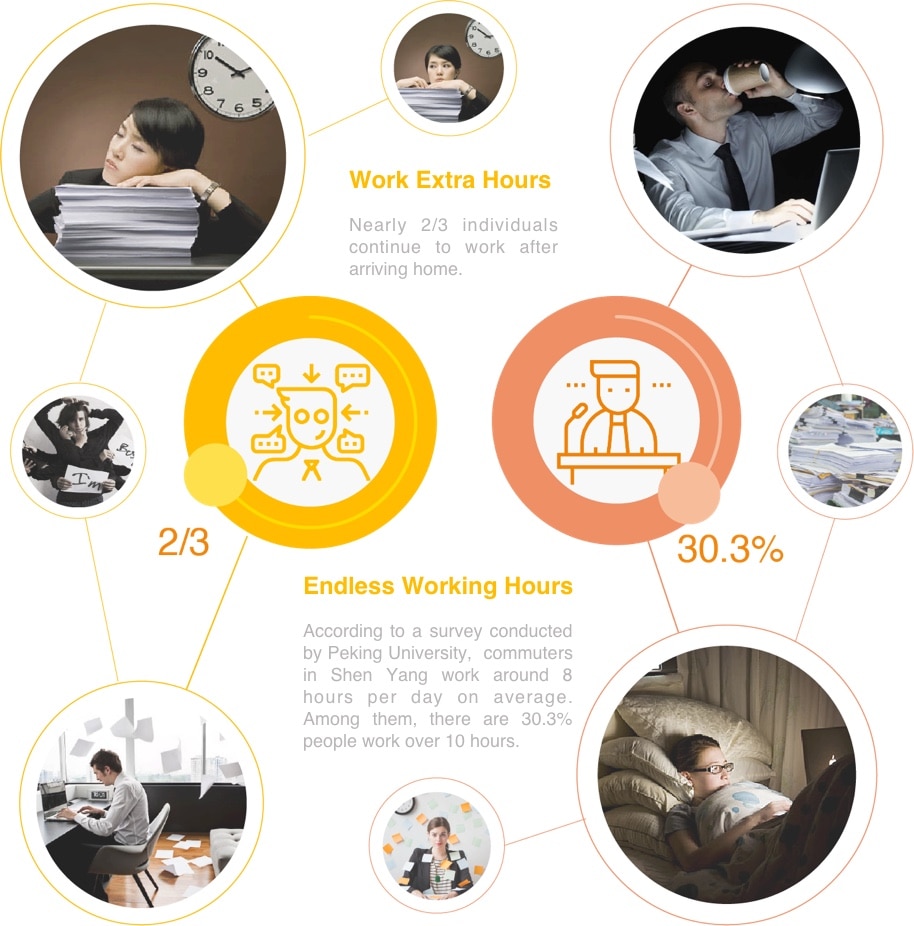 Work Extra Hours
Nearly 2/3 individuals
continue to work after
arriving home.
2/3
30.3%
Endless Working Hours
According to a survey conducted
by Peking University, commuters
in Shen Yang work around 8
hours per day on average.
Among them, there are 30.3%
people work over 10 hours.
I'm